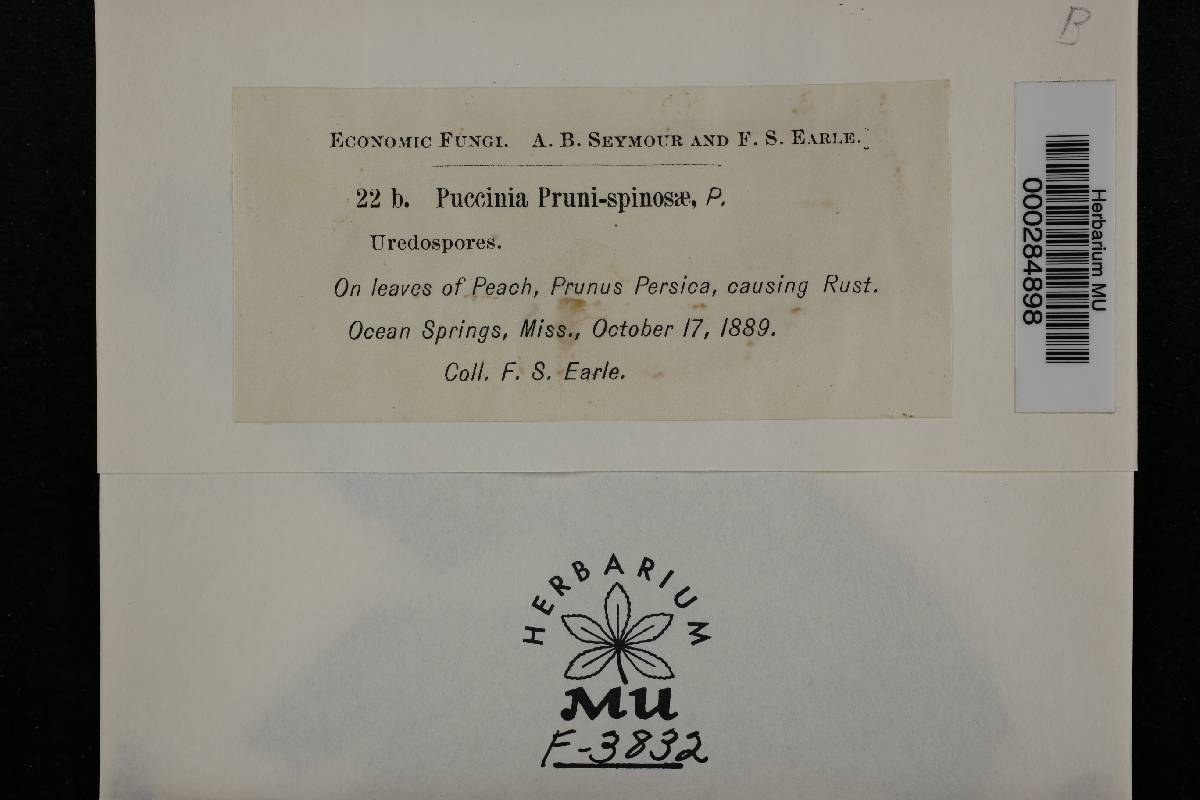 B
ECONOMIC FUNGI. A. B. SEYMOUR AND F. S. EARLE.
22 b. Puccinia Pruni-spinosæ, P.
Uredospores.
On leaves of Peach, Prunus Persica, causing Rust.
Ocean Springs, Miss., October 17, 1889.
Coll. F. S. Earle.
Herbarium MU
000284898
HERBARIUM
MU
F-3832